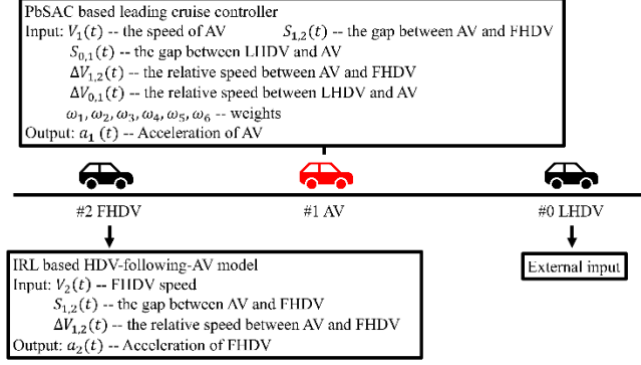 PbSAC based leading cruise controller
Input: V₁(t) -- the speed of AV S₁,₂(t) -- the gap between AV and FHDV
S₀,₁(t) -- the gap between LHDV and AV
ΔV₁,₂(t) -- the relative speed between AV and FHDV
ΔV₀,₁(t) -- the relative speed between LHDV and AV
ω₁, ω₂, ω₃, ω₄, ω₅, ω₆ -- weights
Output: a₁ (t) -- Acceleration of AV
#2 FHDV #1 AV #0 LHDV
IRL based HDV-following-AV model
Input: V₂(t) -- FHDV speed
S₁,₂(t) -- the gap between AV and FHDV
ΔV₁,₂(t) -- the relative speed between AV and FHDV
Output: a₂(t) -- Acceleration of FHDV
External input